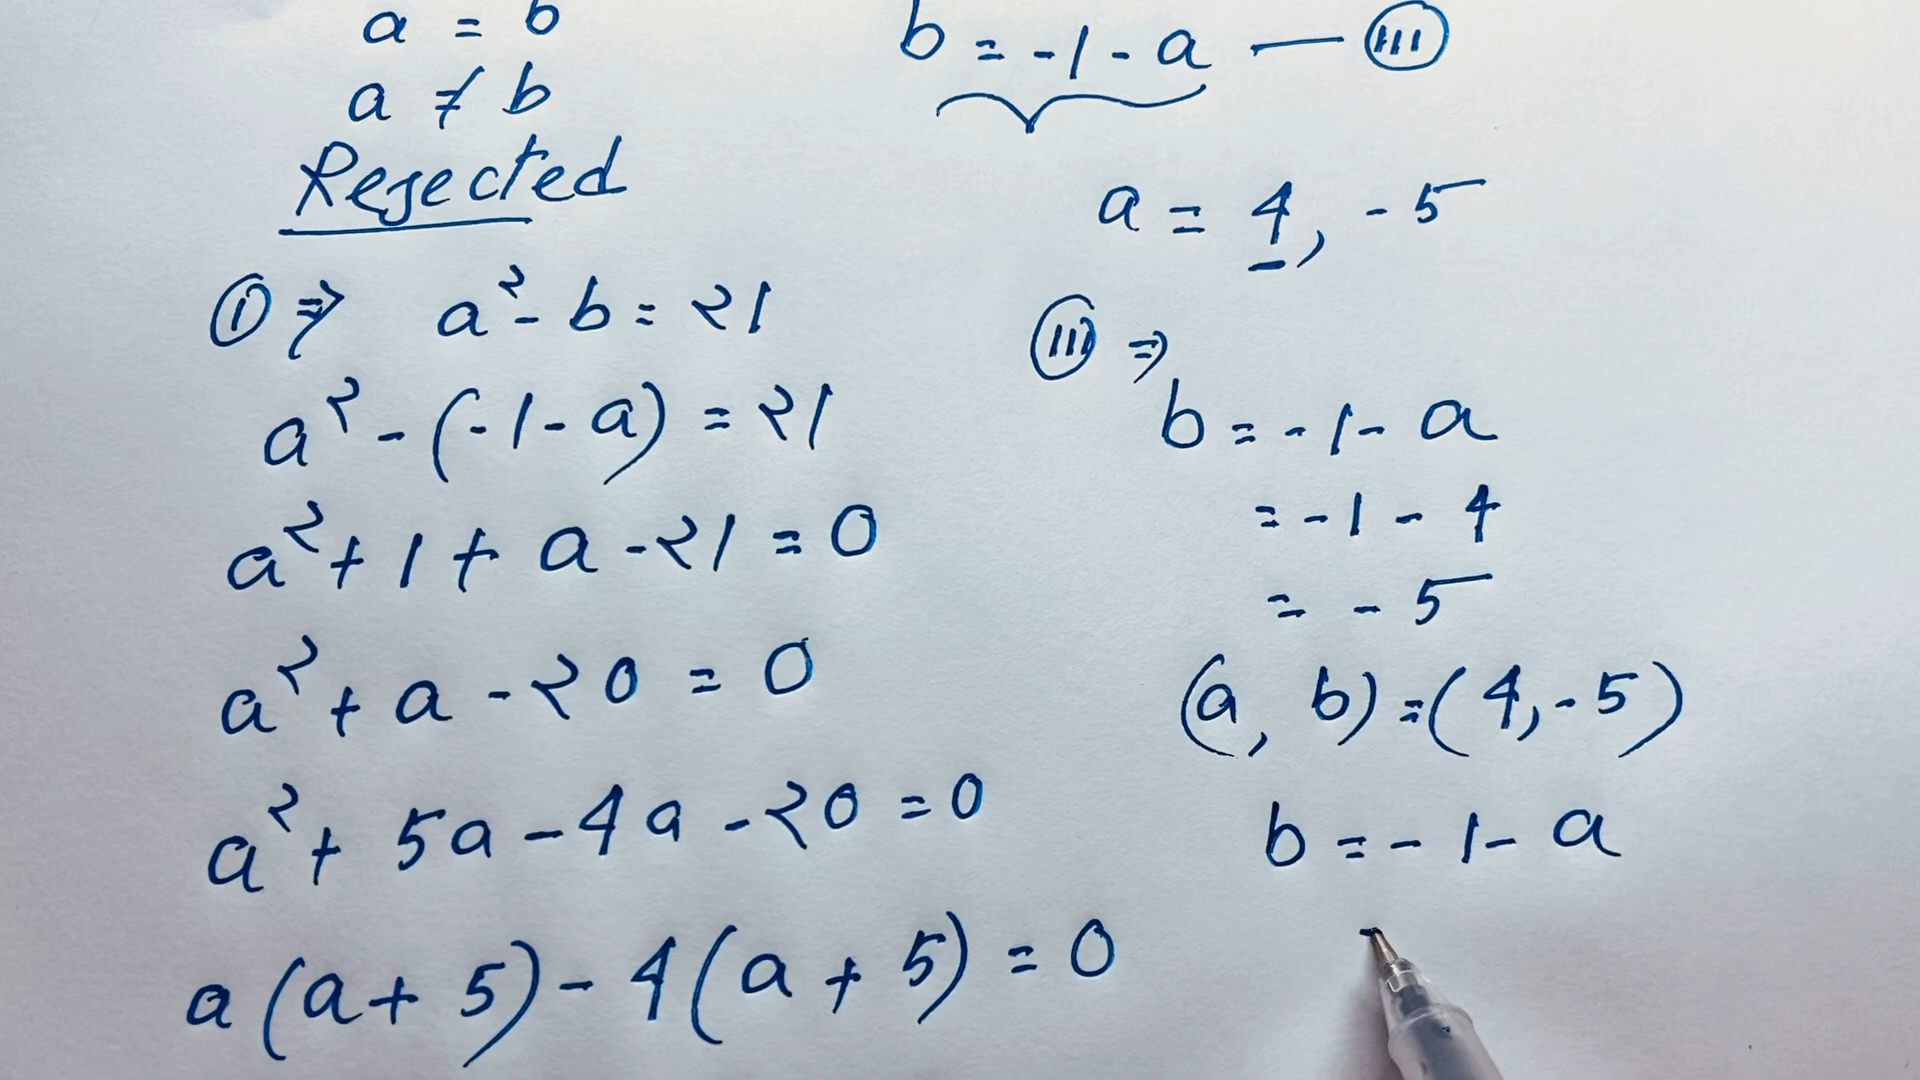 a = b
a ≠ b
Rejected
(i) ⇒ a² - b = 21
a² - (-1 - a) = 21
a² + 1 + a - 21 = 0
a² + a - 20 = 0
a² + 5a - 4a - 20 = 0
a(a + 5) - 4(a + 5) = 0
b = -1 - a — (iii)
a = 4, -5
(iii) ⇒
b = -1 - a
= -1 - 4
= -5
(a, b) = (4, -5)
b = -1 - a